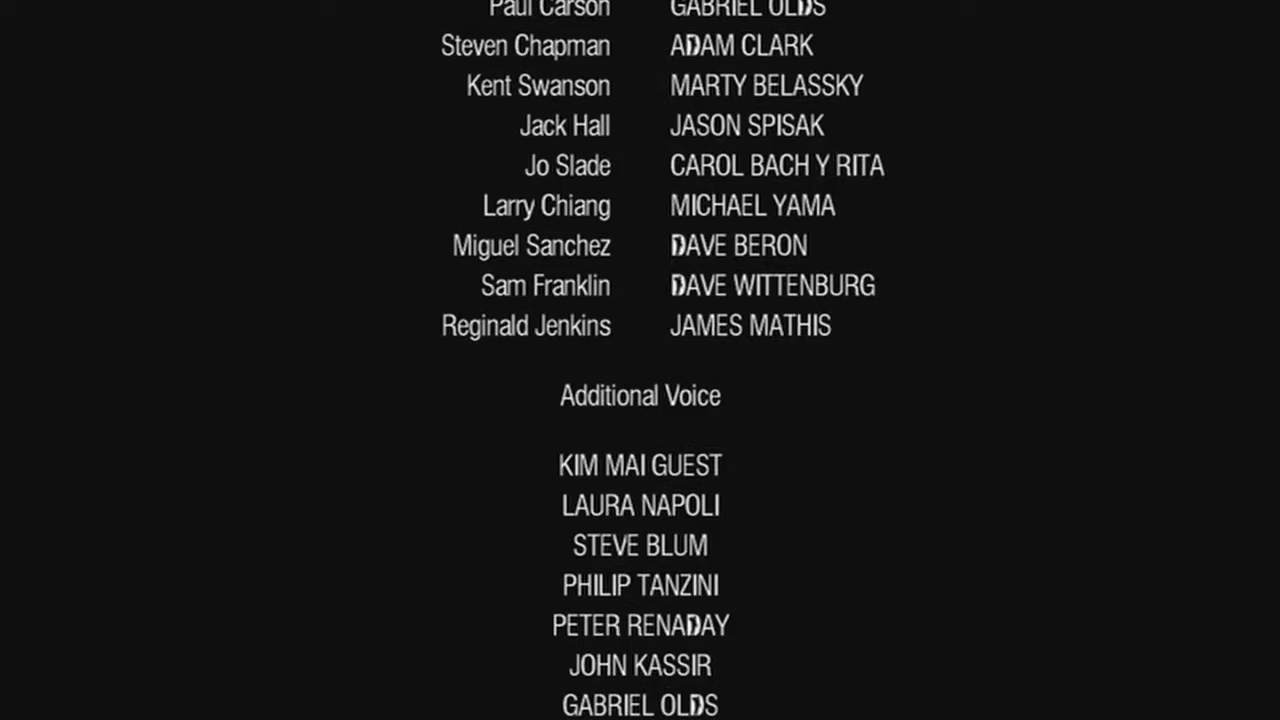 Paul Carson GABRIEL OLDS
Steven Chapman ADAM CLARK
Kent Swanson MARTY BELASSKY
Jack Hall JASON SPISAK
Jo Slade CAROL BACH Y RITA
Larry Chiang MICHAEL YAMA
Miguel Sanchez DAVE BERON
Sam Franklin DAVE WITTENBURG
Reginald Jenkins JAMES MATHIS
Additional Voice
KIM MAI GUEST
LAURA NAPOLI
STEVE BLUM
PHILIP TANZINI
PETER RENADAY
JOHN KASSIR
GABRIEL OLDS